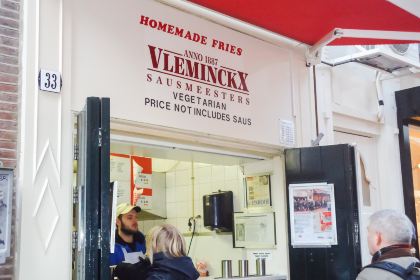 HOMEMADE FRIES
ANNO 1887
VLEMINCKX
SAUSMEESTERS
VEGETARIAN
PRICE NOT INCLUDES SAUS
33